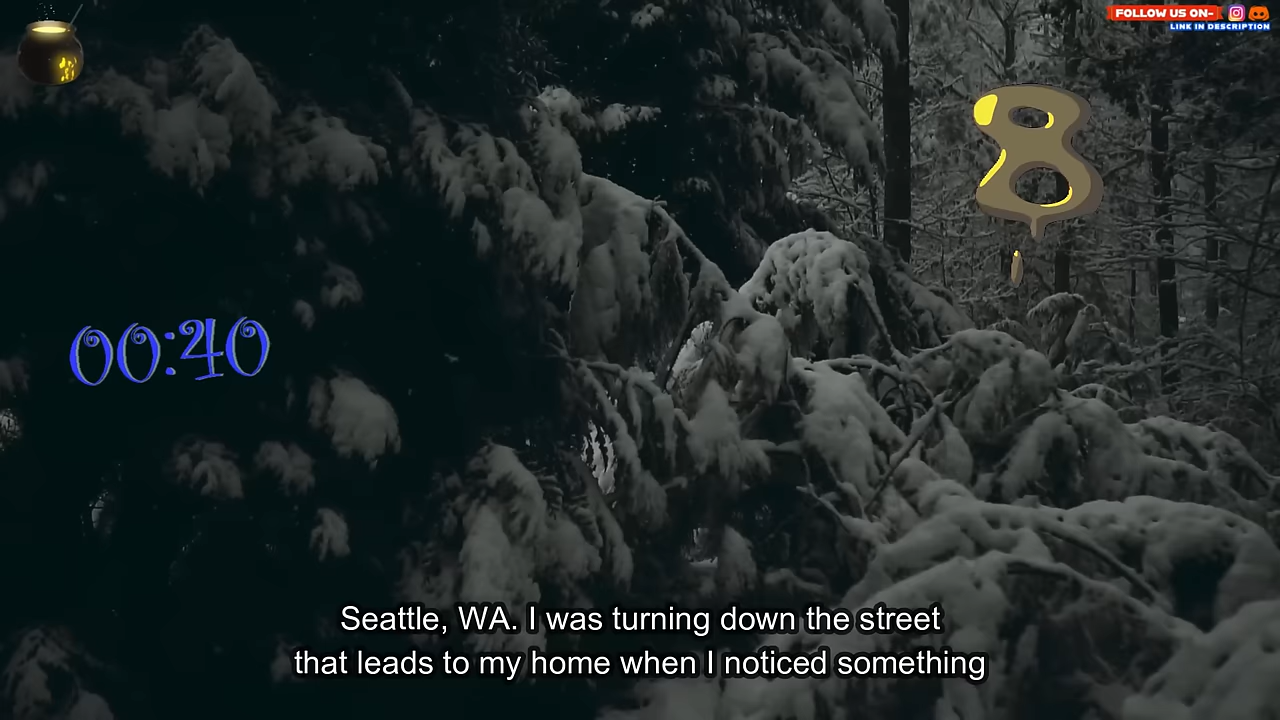 FOLLOW US ON-
LINK IN DESCRIPTION
8
00:40
Seattle, WA. I was turning down the street
that leads to my home when I noticed something